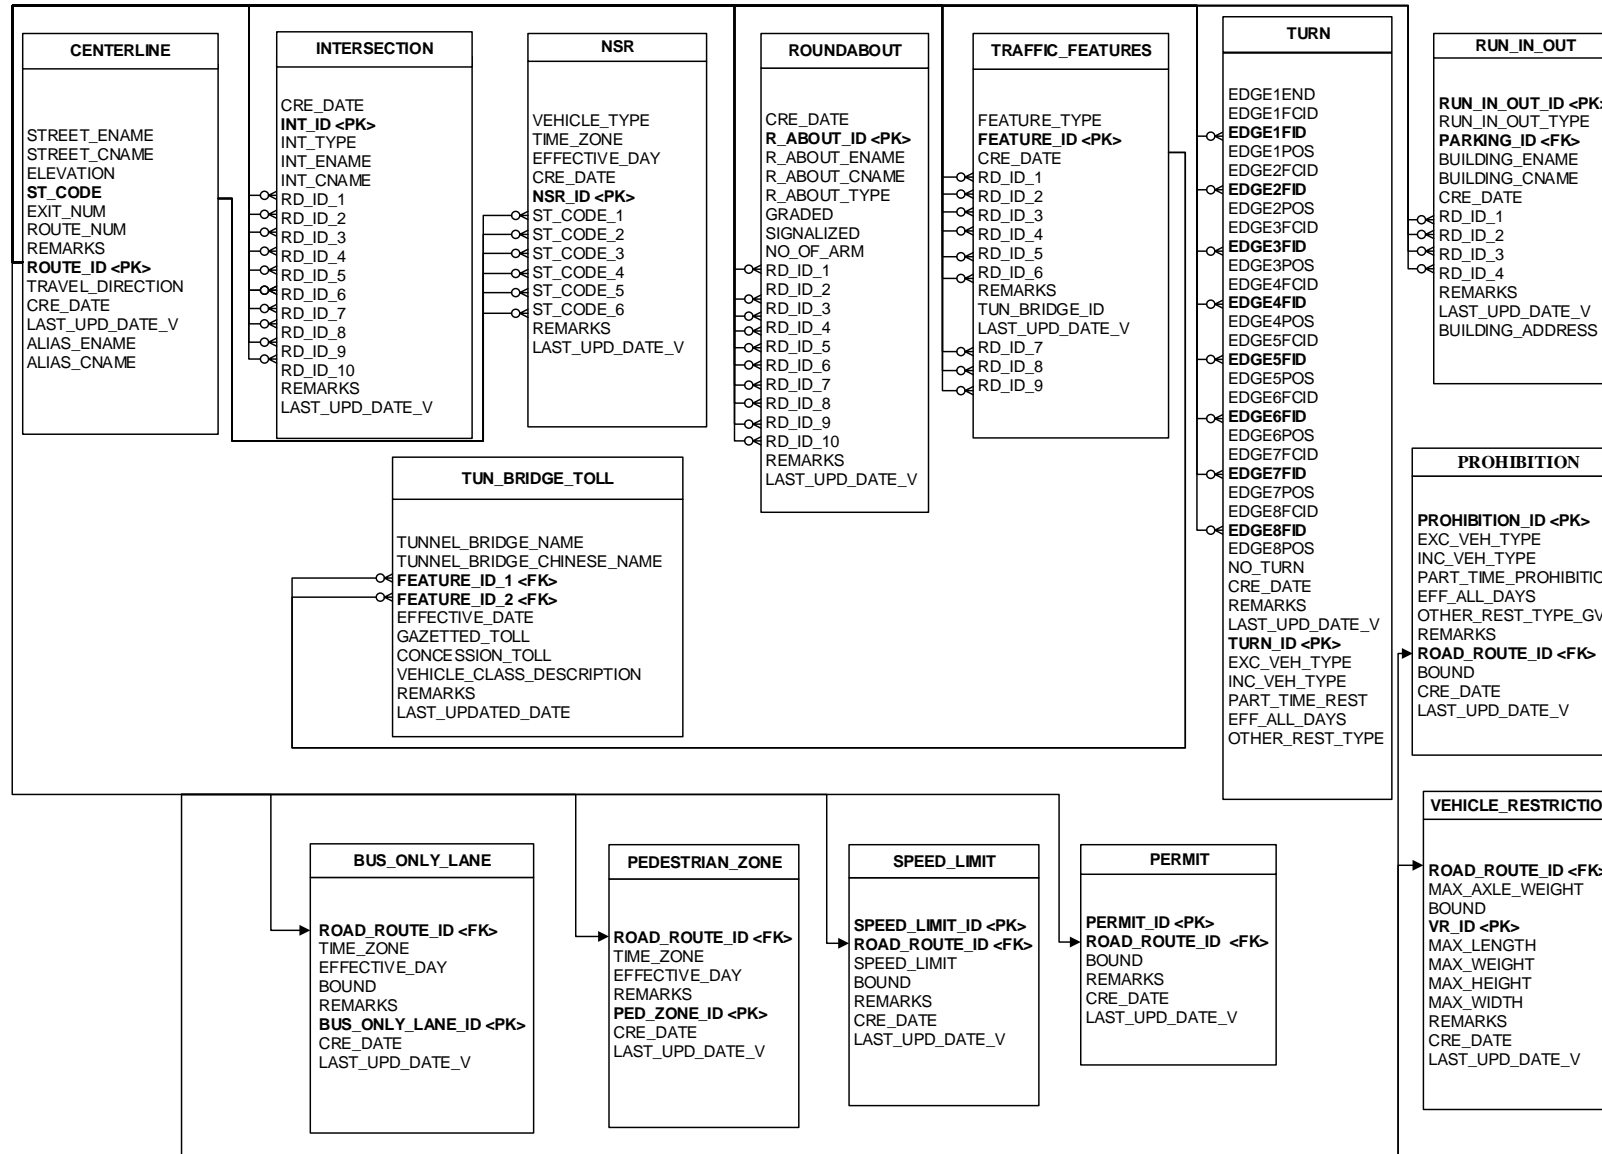 CENTERLINE
STREET_ENAME
STREET_CNAME
ELEVATION
ST_CODE
EXIT_NUM
ROUTE_NUM
REMARKS
ROUTE_ID <PK>
TRAVEL_DIRECTION
CRE_DATE
LAST_UPD_DATE_V
ALIAS_ENAME
ALIAS_CNAME
INTERSECTION
CRE_DATE
INT_ID <PK>
INT_TYPE
INT_ENAME
INT_CNAME
RD_ID_1
RD_ID_2
RD_ID_3
RD_ID_4
RD_ID_5
RD_ID_6
RD_ID_7
RD_ID_8
RD_ID_9
RD_ID_10
REMARKS
LAST_UPD_DATE_V
NSR
VEHICLE_TYPE
TIME_ZONE
EFFECTIVE_DAY
CRE_DATE
NSR_ID <PK>
ST_CODE_1
ST_CODE_2
ST_CODE_3
ST_CODE_4
ST_CODE_5
ST_CODE_6
REMARKS
LAST_UPD_DATE_V
ROUNDABOUT
CRE_DATE
R_ABOUT_ID <PK>
R_ABOUT_ENAME
R_ABOUT_CNAME
R_ABOUT_TYPE
GRADED
SIGNALIZED
NO_OF_ARM
RD_ID_1
RD_ID_2
RD_ID_3
RD_ID_4
RD_ID_5
RD_ID_6
RD_ID_7
RD_ID_8
RD_ID_9
RD_ID_10
REMARKS
LAST_UPD_DATE_V
TRAFFIC_FEATURES
FEATURE_TYPE
FEATURE_ID <PK>
CRE_DATE
RD_ID_1
RD_ID_2
RD_ID_3
RD_ID_4
RD_ID_5
RD_ID_6
REMARKS
TUN_BRIDGE_ID
LAST_UPD_DATE_V
RD_ID_7
RD_ID_8
RD_ID_9
TURN
EDGE1END
EDGE1FCID
EDGE1FID
EDGE1POS
EDGE2FCID
EDGE2FID
EDGE2POS
EDGE3FCID
EDGE3FID
EDGE3POS
EDGE4FCID
EDGE4FID
EDGE4POS
EDGE5FCID
EDGE5FID
EDGE5POS
EDGE6FCID
EDGE6FID
EDGE6POS
EDGE7FCID
EDGE7FID
EDGE7POS
EDGE8FCID
EDGE8FID
EDGE8POS
NO_TURN
CRE_DATE
REMARKS
LAST_UPD_DATE_V
TURN_ID <PK>
EXC_VEH_TYPE
INC_VEH_TYPE
PART_TIME_REST
EFF_ALL_DAYS
OTHER_REST_TYPE
RUN_IN_OUT
RUN_IN_OUT_ID <PK>
RUN_IN_OUT_TYPE
PARKING_ID <FK>
BUILDING_ENAME
BUILDING_CNAME
CRE_DATE
RD_ID_1
RD_ID_2
RD_ID_3
RD_ID_4
REMARKS
LAST_UPD_DATE_V
BUILDING_ADDRESS
TUN_BRIDGE_TOLL
TUNNEL_BRIDGE_NAME
TUNNEL_BRIDGE_CHINESE_NAME
FEATURE_ID_1 <FK>
FEATURE_ID_2 <FK>
EFFECTIVE_DATE
GAZETTED_TOLL
CONCESSION_TOLL
VEHICLE_CLASS_DESCRIPTION
REMARKS
LAST_UPDATED_DATE
PROHIBITION
PROHIBITION_ID <PK>
EXC_VEH_TYPE
INC_VEH_TYPE
PART_TIME_PROHIBITIO
EFF_ALL_DAYS
OTHER_REST_TYPE_GV
REMARKS
ROAD_ROUTE_ID <FK>
BOUND
CRE_DATE
LAST_UPD_DATE_V
BUS_ONLY_LANE
ROAD_ROUTE_ID <FK>
TIME_ZONE
EFFECTIVE_DAY
BOUND
REMARKS
BUS_ONLY_LANE_ID <PK>
CRE_DATE
LAST_UPD_DATE_V
PEDESTRIAN_ZONE
ROAD_ROUTE_ID <FK>
TIME_ZONE
EFFECTIVE_DAY
REMARKS
PED_ZONE_ID <PK>
CRE_DATE
LAST_UPD_DATE_V
SPEED_LIMIT
SPEED_LIMIT_ID <PK>
ROAD_ROUTE_ID <FK>
SPEED_LIMIT
BOUND
REMARKS
CRE_DATE
LAST_UPD_DATE_V
PERMIT
PERMIT_ID <PK>
ROAD_ROUTE_ID <FK>
BOUND
REMARKS
CRE_DATE
LAST_UPD_DATE_V
VEHICLE_RESTRICTIO
ROAD_ROUTE_ID <FK>
MAX_AXLE_WEIGHT
BOUND
VR_ID <PK>
MAX_LENGTH
MAX_WEIGHT
MAX_HEIGHT
MAX_WIDTH
REMARKS
CRE_DATE
LAST_UPD_DATE_V